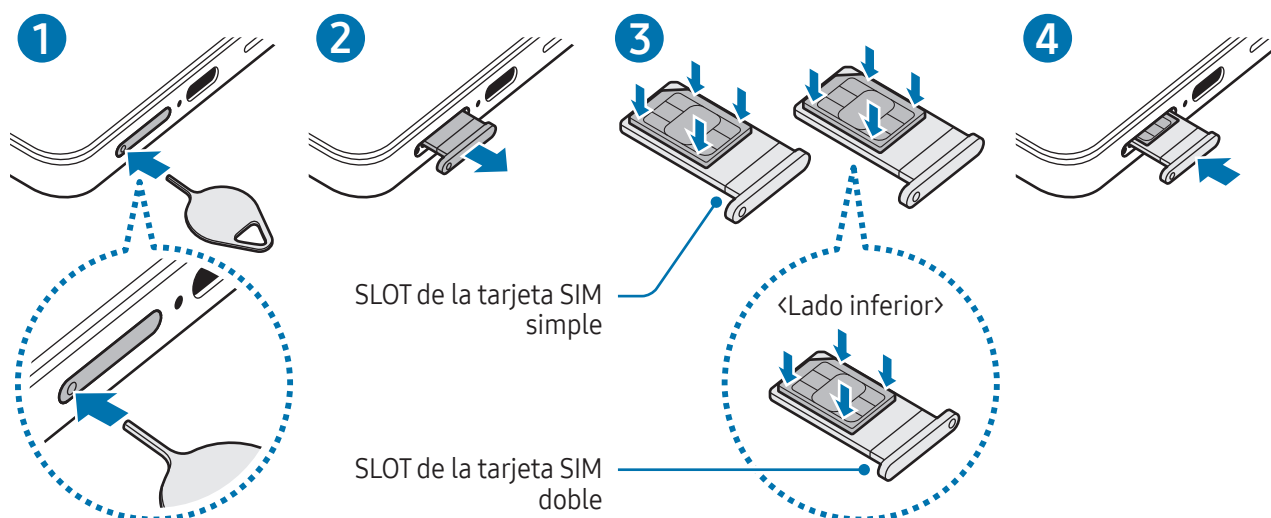 1
2
3
4
SLOT de la tarjeta SIM
simple
<Lado inferior>
SLOT de la tarjeta SIM
doble